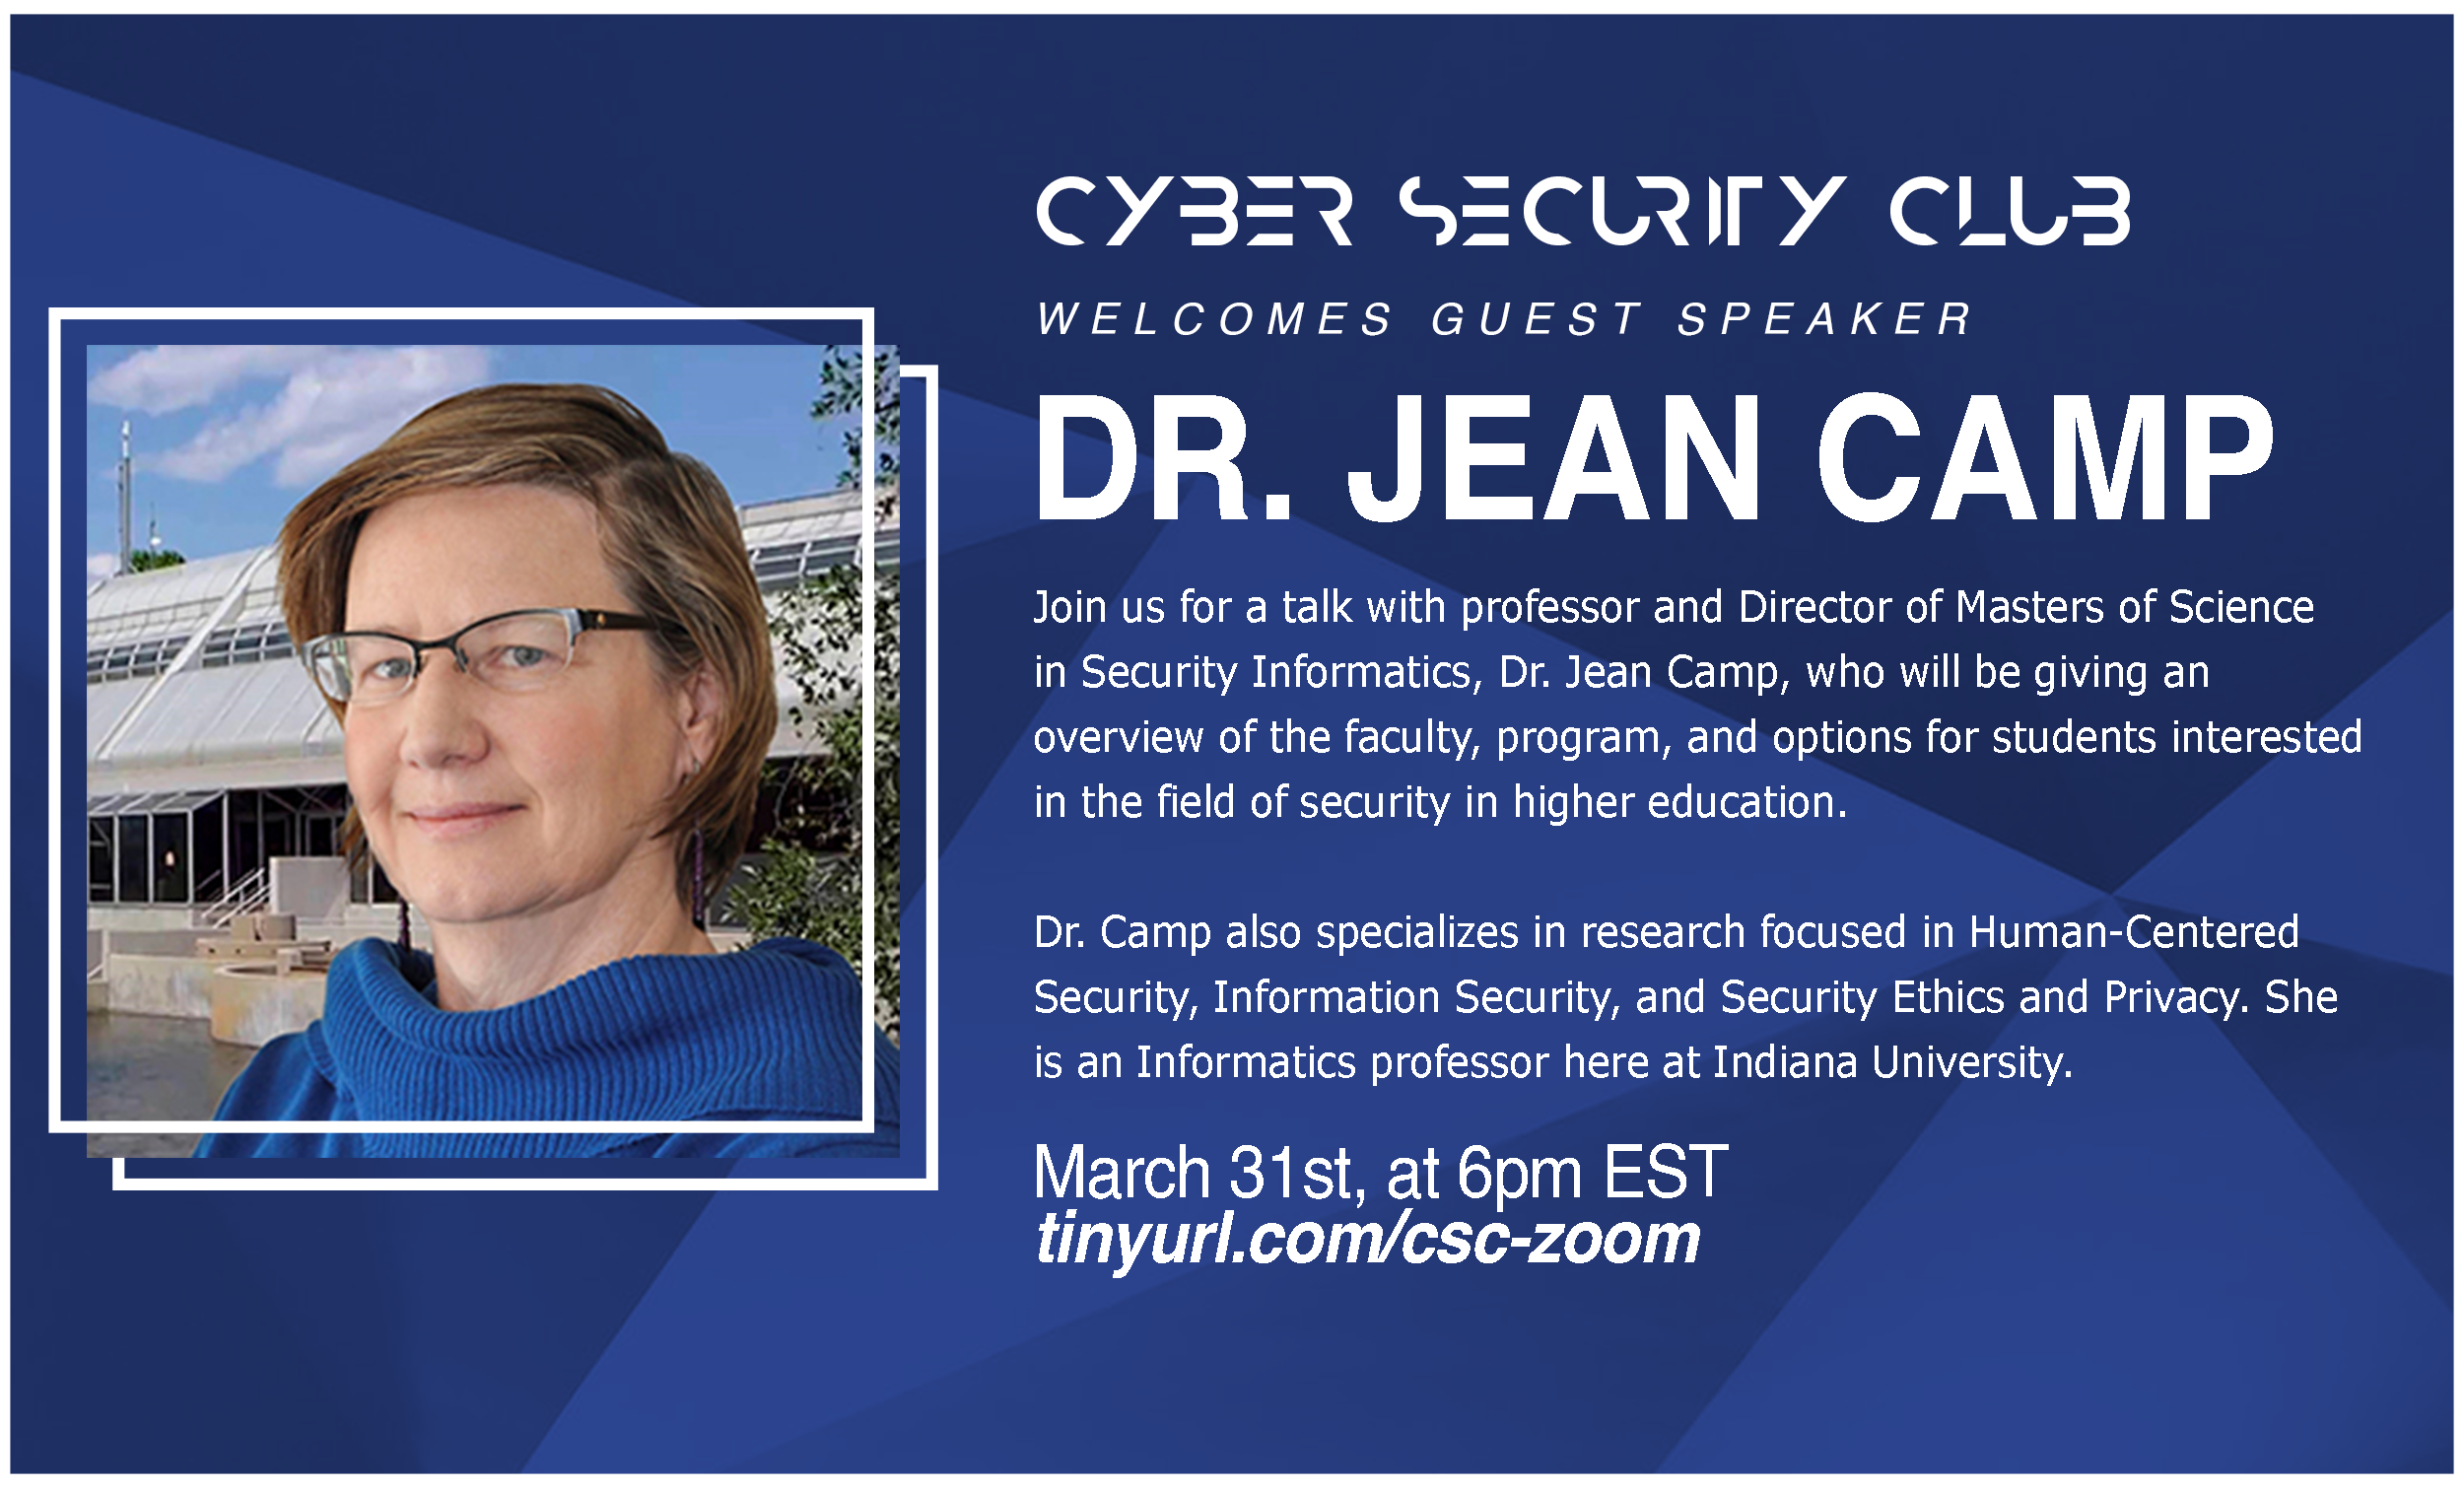 CYBER SECURITY CLUB
WELCOMES GUEST SPEAKER
DR. JEAN CAMP
Join us for a talk with professor and Director of Masters of Science
in Security Informatics, Dr. Jean Camp, who will be giving an
overview of the faculty, program, and options for students interested
in the field of security in higher education.
Dr. Camp also specializes in research focused in Human-Centered
Security, Information Security, and Security Ethics and Privacy. She
is an Informatics professor here at Indiana University.
March 31st, at 6pm EST
tinyurl.com/csc-zoom